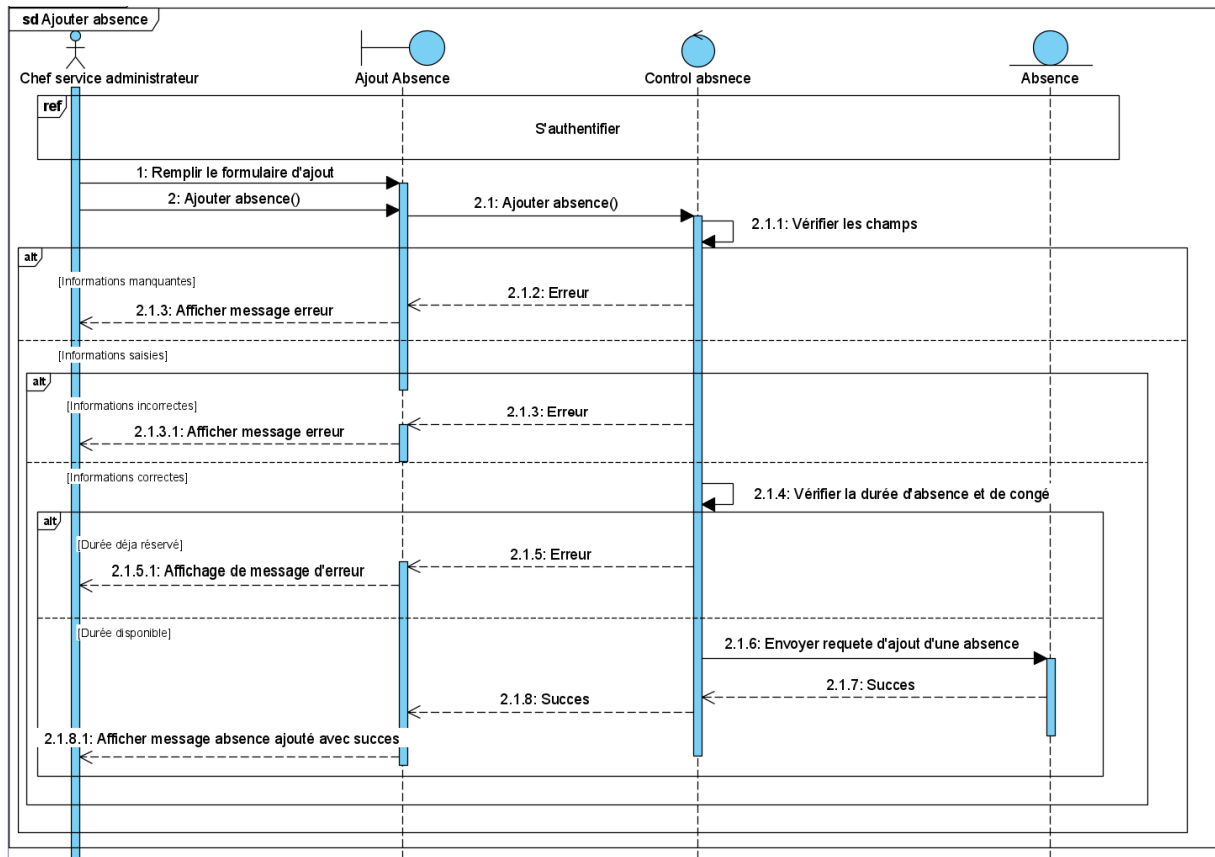 sd Ajouter absence
Chef service administrateur
Ajout Absence
Control absnece
Absence
ref
S'authentifier
1: Remplir le formulaire d'ajout
2: Ajouter absence()
2.1: Ajouter absence()
2.1.1: Vérifier les champs
alt
[Informations manquantes]
2.1.2: Erreur
2.1.3: Afficher message erreur
[Informations saisies]
alt
[Informations incorrectes]
2.1.3: Erreur
2.1.3.1: Afficher message erreur
[Informations correctes]
2.1.4: Vérifier la durée d'absence et de congé
alt
[Durée déja réservé]
2.1.5: Erreur
2.1.5.1: Affichage de message d'erreur
[Durée disponible]
2.1.6: Envoyer requete d'ajout d'une absence
2.1.7: Succes
2.1.8: Succes
2.1.8.1: Afficher message absence ajouté avec succes